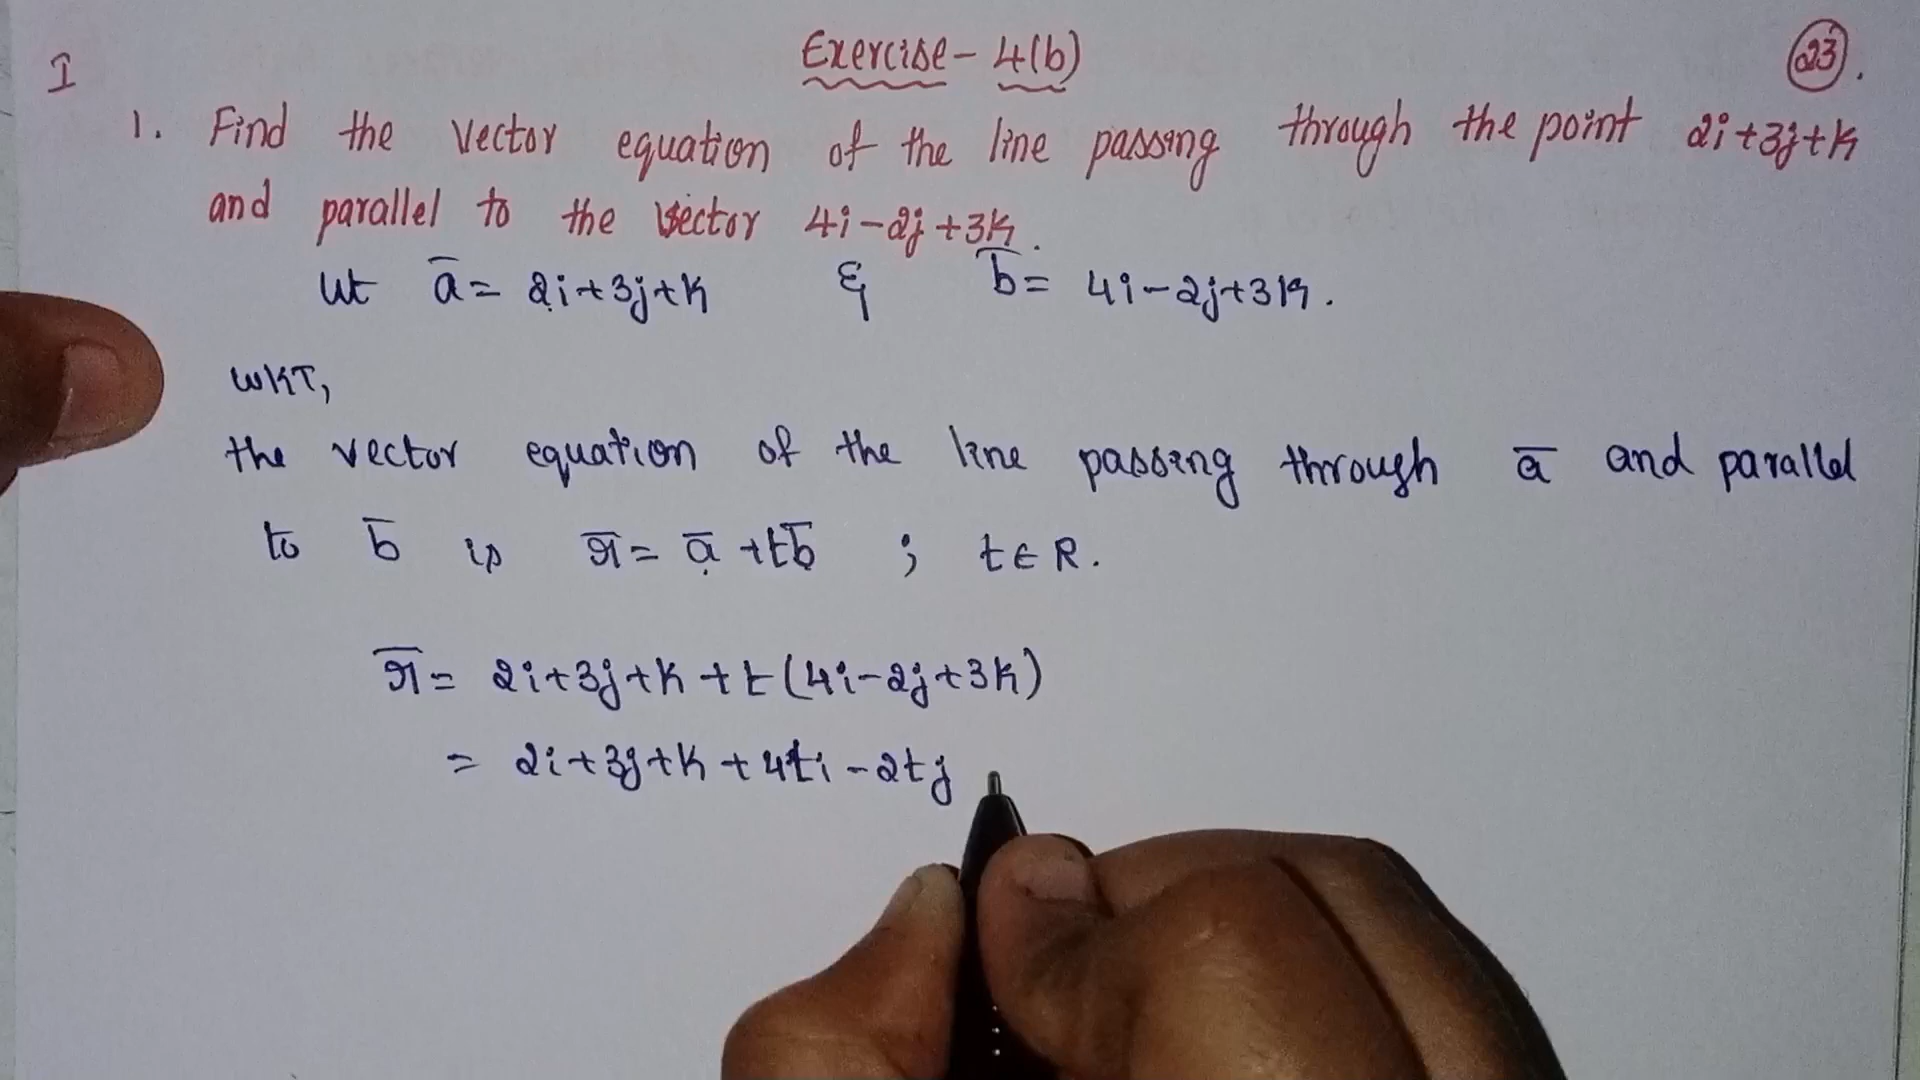 Exercise - 4(b)
23.
I
1. Find the vector equation of the line passing through the point 2i+3j+k
and parallel to the vector 4i-2j+3k.
let a̅ = 2i+3j+k & b̅ = 4i-2j+3k.
WKT,
the vector equation of the line passing through a̅ and parallel
to b̅ is r̅ = a̅ +tb̅ ; t∈R.
r̅ = 2i+3j+k+t(4i-2j+3k)
= 2i+3j+k+4ti-2tj